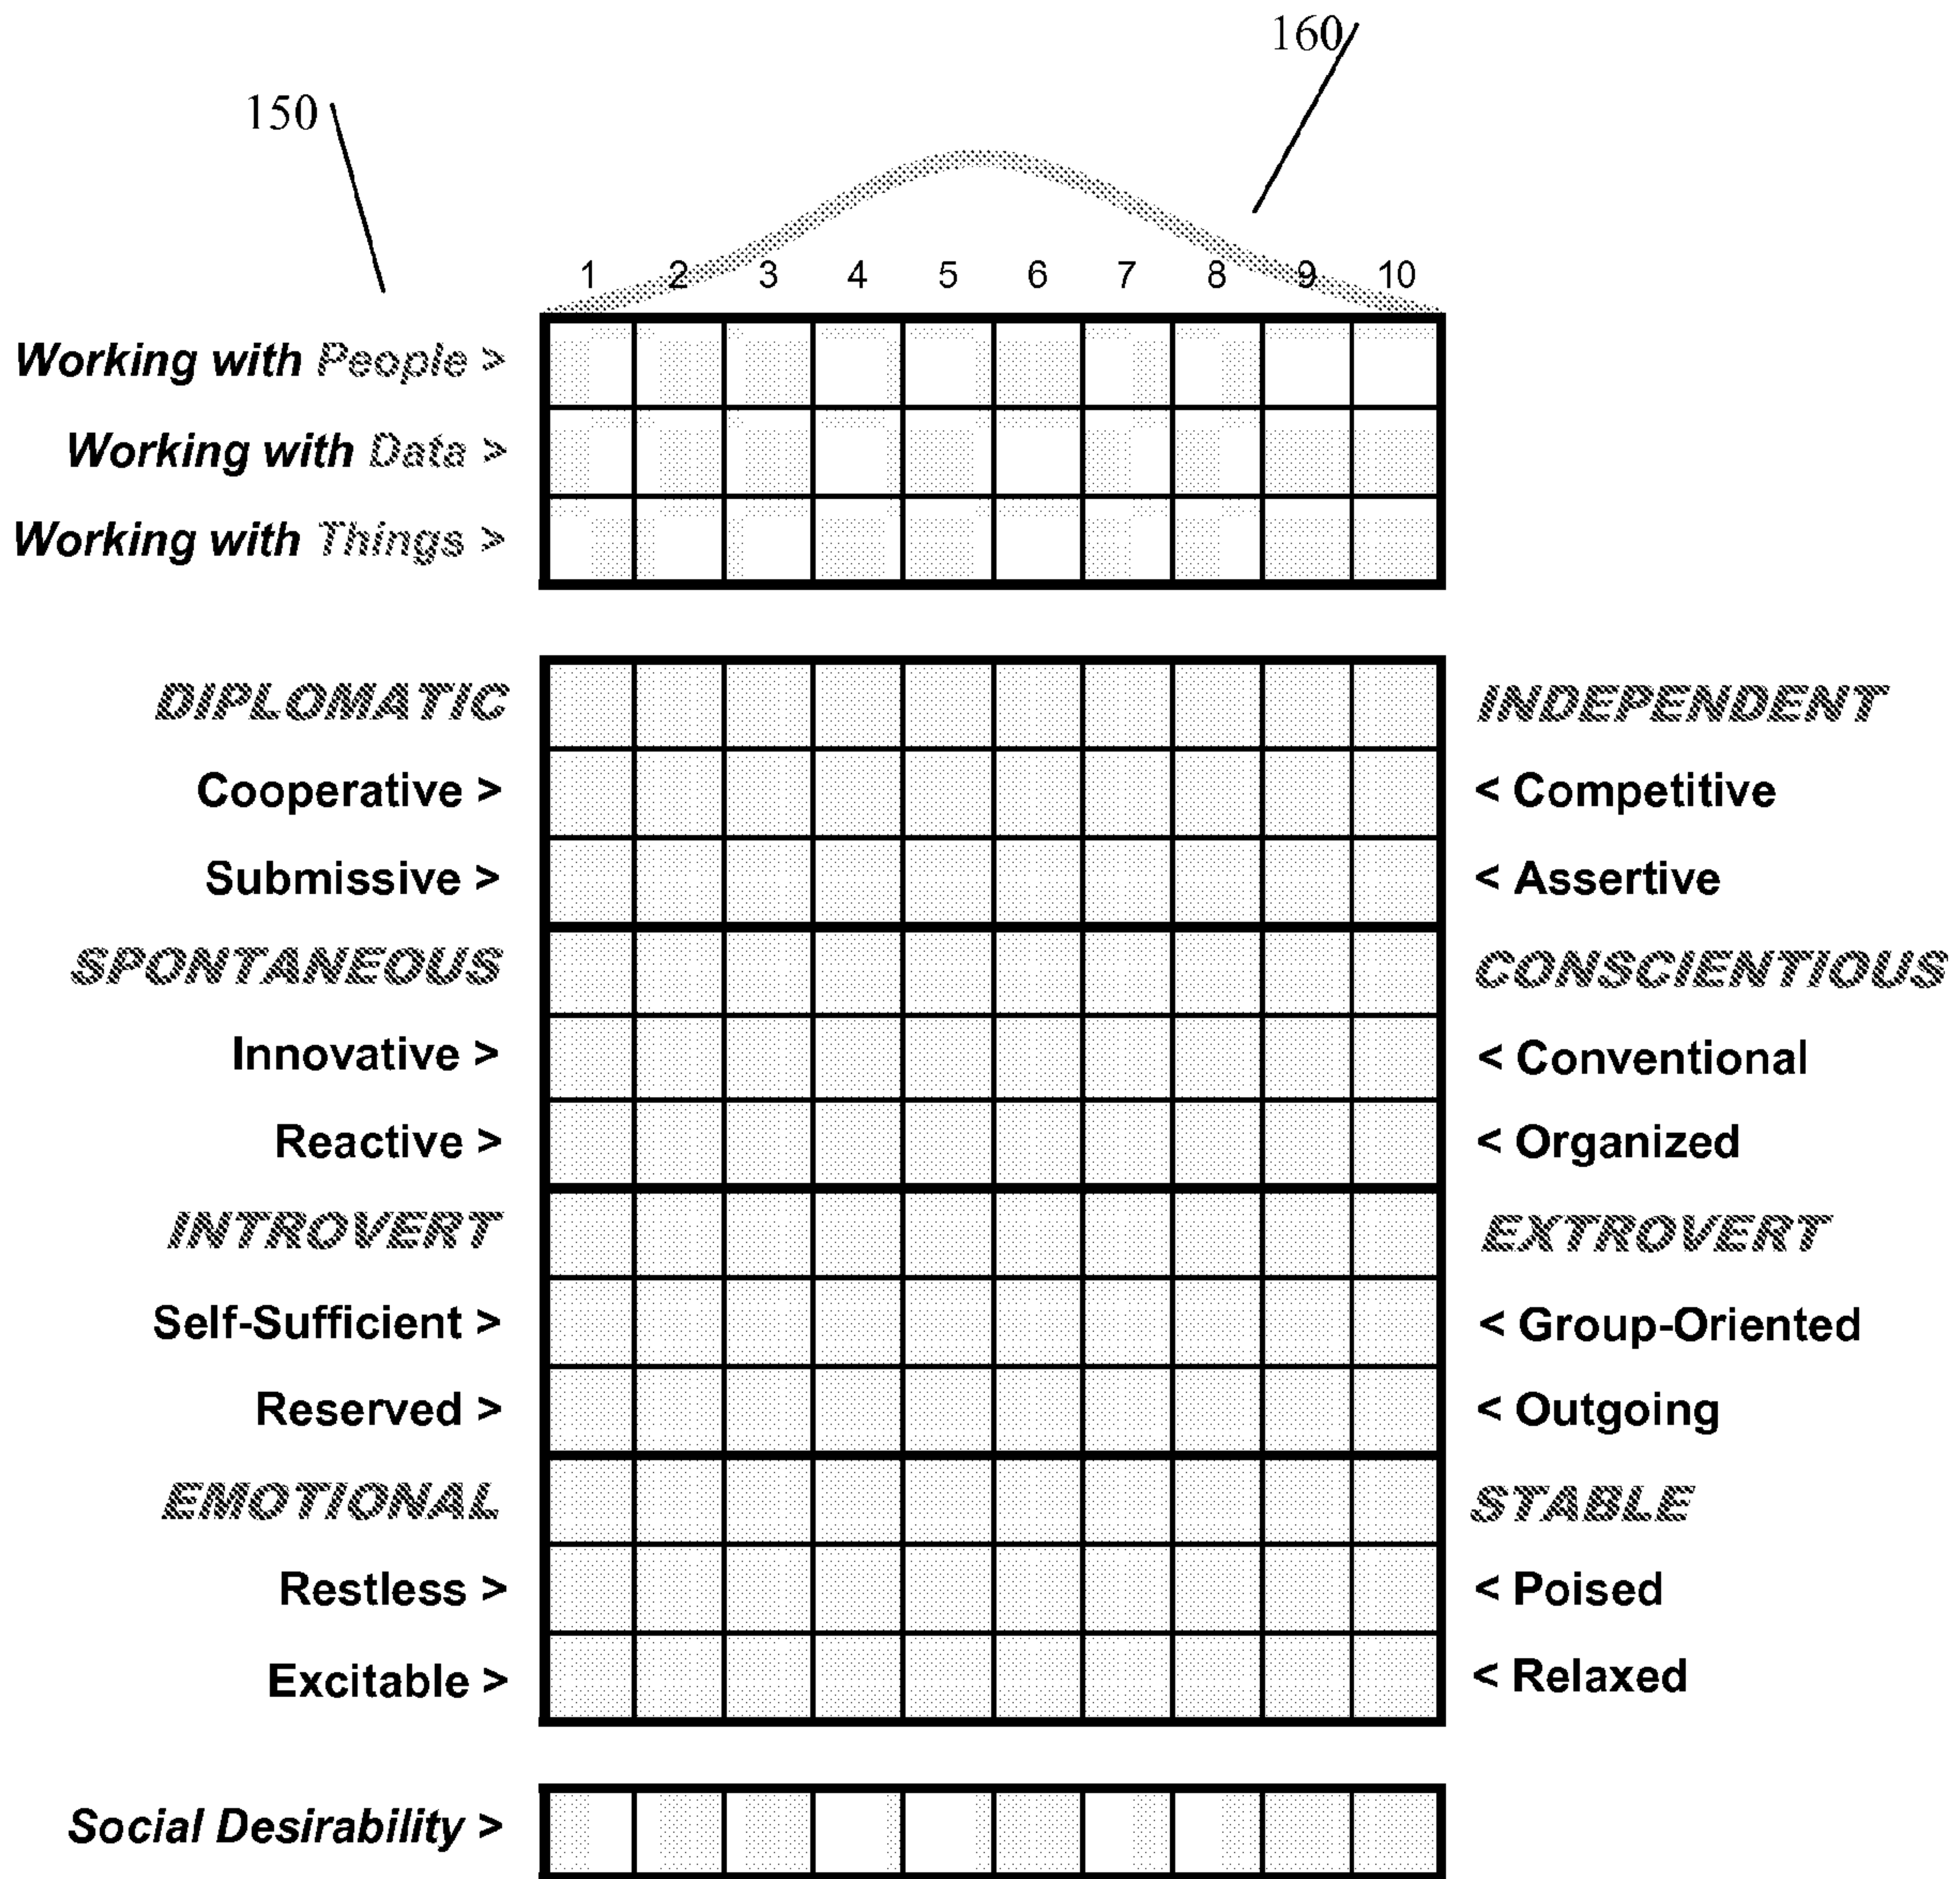 160
150
1 2 3 4 5 6 7 8 9 10
Working with People >
Working with Data >
Working with Things >
DIPLOMATIC INDEPENDENT
Cooperative > < Competitive
Submissive > < Assertive
SPONTANEOUS CONSCIENTIOUS
Innovative > < Conventional
Reactive > < Organized
INTROVERT EXTROVERT
Self-Sufficient > < Group-Oriented
Reserved > < Outgoing
EMOTIONAL STABLE
Restless > < Poised
Excitable > < Relaxed
Social Desirability >